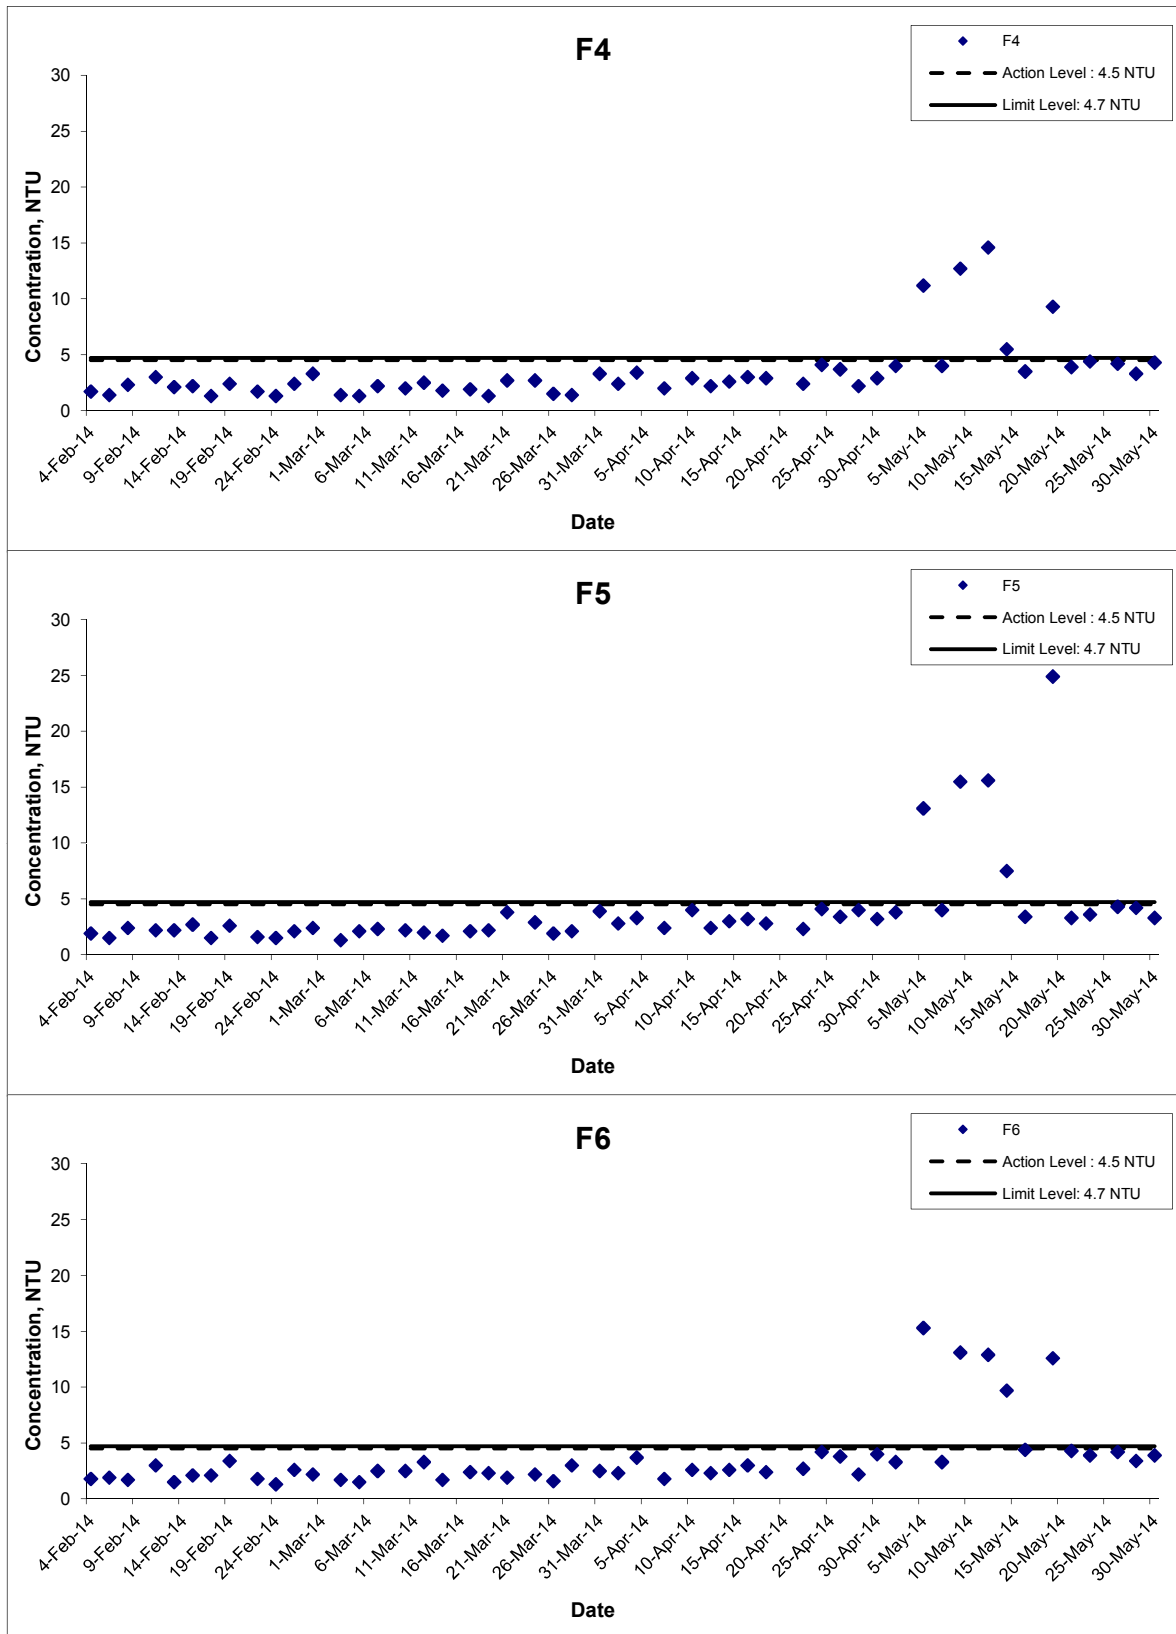 F4
F4
Action Level : 4.5 NTU
Limit Level: 4.7 NTU
Concentration, NTU
30
25
20
15
10
5
0
4-Feb-14
9-Feb-14
14-Feb-14
19-Feb-14
24-Feb-14
1-Mar-14
6-Mar-14
11-Mar-14
16-Mar-14
21-Mar-14
26-Mar-14
31-Mar-14
5-Apr-14
10-Apr-14
15-Apr-14
20-Apr-14
25-Apr-14
30-Apr-14
5-May-14
10-May-14
15-May-14
20-May-14
25-May-14
30-May-14
Date
F5
F5
Action Level : 4.5 NTU
Limit Level: 4.7 NTU
Concentration, NTU
30
25
20
15
10
5
0
4-Feb-14
9-Feb-14
14-Feb-14
19-Feb-14
24-Feb-14
1-Mar-14
6-Mar-14
11-Mar-14
16-Mar-14
21-Mar-14
26-Mar-14
31-Mar-14
5-Apr-14
10-Apr-14
15-Apr-14
20-Apr-14
25-Apr-14
30-Apr-14
5-May-14
10-May-14
15-May-14
20-May-14
25-May-14
30-May-14
Date
F6
F6
Action Level : 4.5 NTU
Limit Level: 4.7 NTU
Concentration, NTU
30
25
20
15
10
5
0
4-Feb-14
9-Feb-14
14-Feb-14
19-Feb-14
24-Feb-14
1-Mar-14
6-Mar-14
11-Mar-14
16-Mar-14
21-Mar-14
26-Mar-14
31-Mar-14
5-Apr-14
10-Apr-14
15-Apr-14
20-Apr-14
25-Apr-14
30-Apr-14
5-May-14
10-May-14
15-May-14
20-May-14
25-May-14
30-May-14
Date